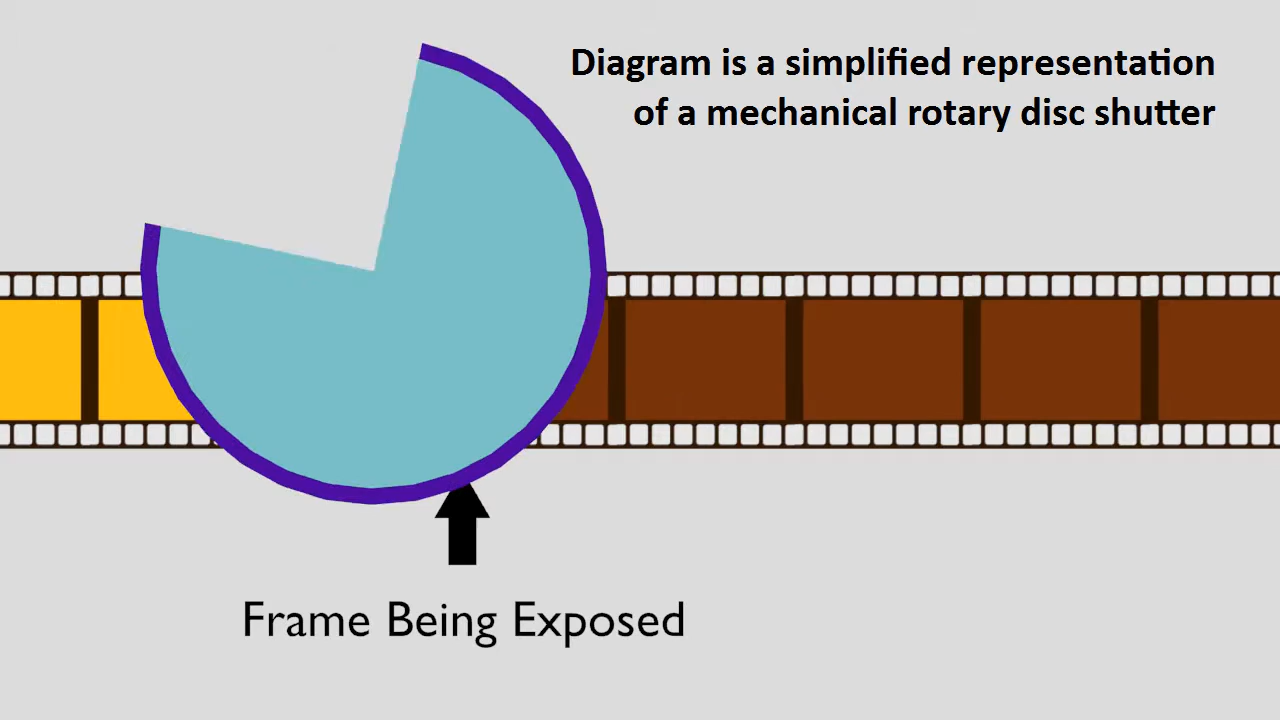 Diagram is a simplified representation
of a mechanical rotary disc shutter
Frame Being Exposed